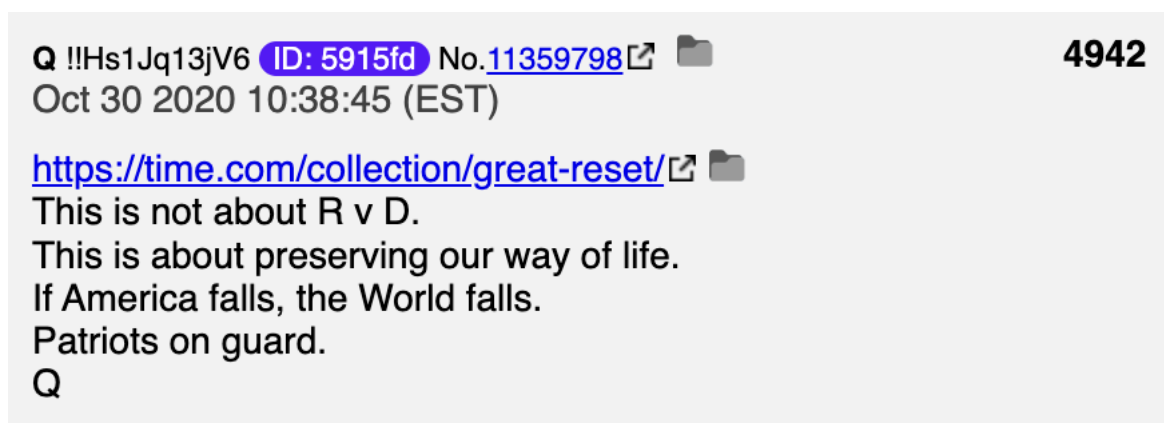 Q !!Hs1Jq13jV6 ID: 5915fd No.11359798 4942
Oct 30 2020 10:38:45 (EST)
https://time.com/collection/great-reset/
This is not about R v D.
This is about preserving our way of life.
If America falls, the World falls.
Patriots on guard.
Q